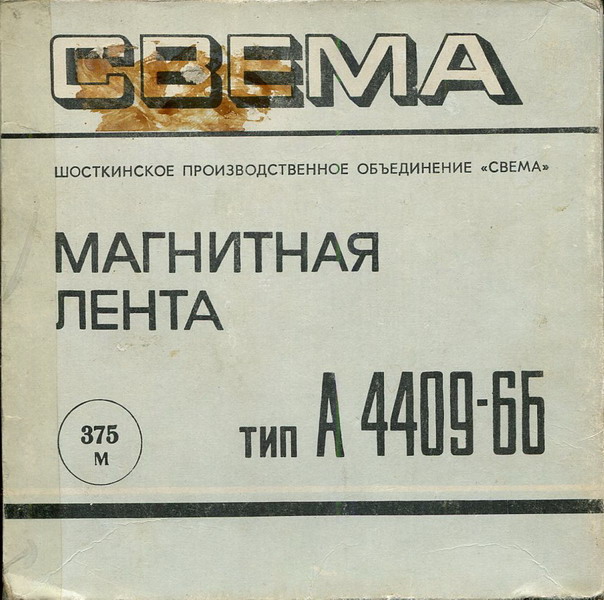 СВЕМА
ШОСТКИНСКОЕ ПРОИЗВОДСТВЕННОЕ ОБЪЕДИНЕНИЕ «СВЕМА»
МАГНИТНАЯ
ЛЕНТА
тип А 4409-6Б
375
М